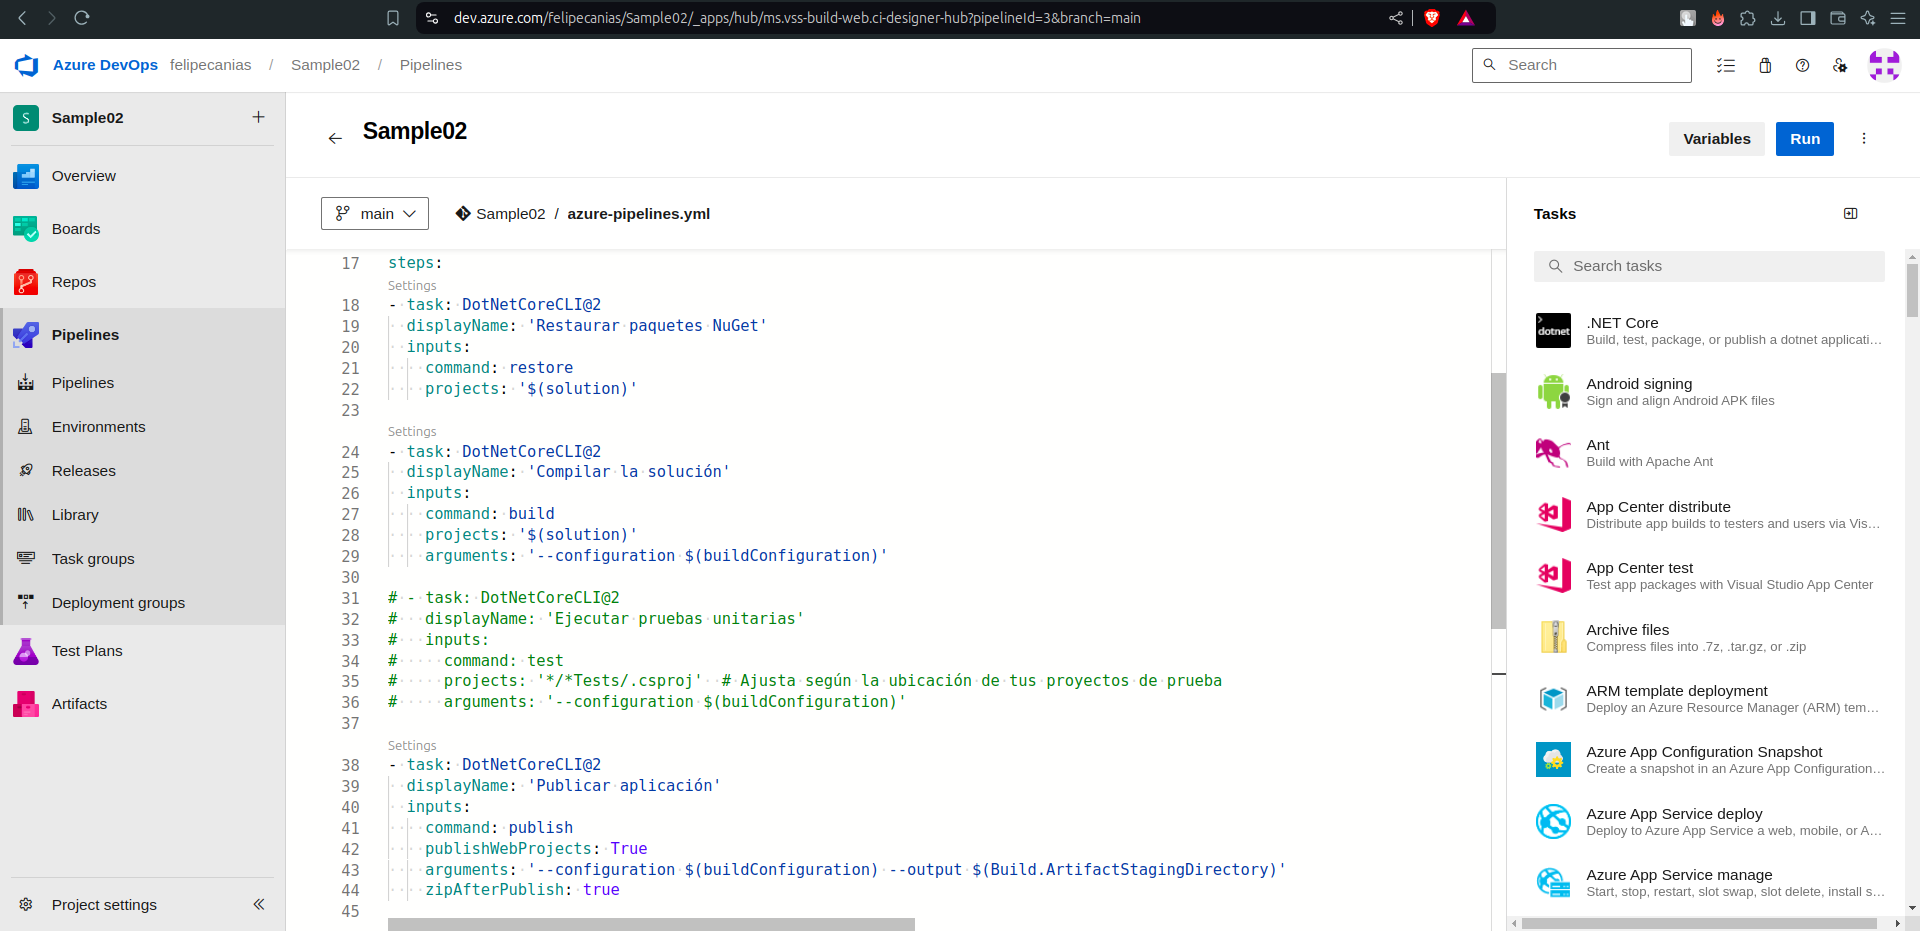 dev.azure.com/felipecanias/Sample02/_apps/hub/ms.vss-build-web.ci-designer-hub?pipelineId=3&branch=main
Azure DevOps felipecanias / Sample02 / Pipelines
Search
S Sample02
Overview
Boards
Repos
Pipelines
Pipelines
Environments
Releases
Library
Task groups
Deployment groups
Test Plans
Artifacts
Project settings
Sample02
Variables
Run
main
Sample02 / azure-pipelines.yml
17 steps:
Settings
18 - task: DotNetCoreCLI@2
19   displayName: 'Restaurar paquetes NuGet'
20   inputs:
21     command: restore
22     projects: '$(solution)'
23
Settings
24 - task: DotNetCoreCLI@2
25   displayName: 'Compilar la solución'
26   inputs:
27     command: build
28     projects: '$(solution)'
29     arguments: '--configuration $(buildConfiguration)'
30
31 # - task: DotNetCoreCLI@2
32 #   displayName: 'Ejecutar pruebas unitarias'
33 #   inputs:
34 #     command: test
35 #     projects: '*/*Tests/.csproj'  # Ajusta según la ubicación de tus proyectos de prueba
36 #     arguments: '--configuration $(buildConfiguration)'
37
Settings
38 - task: DotNetCoreCLI@2
39   displayName: 'Publicar aplicación'
40   inputs:
41     command: publish
42     publishWebProjects: True
43     arguments: '--configuration $(buildConfiguration) --output $(Build.ArtifactStagingDirectory)'
44     zipAfterPublish: true
45
Tasks
Search tasks
dotnet
.NET Core
Build, test, package, or publish a dotnet applicati...
Android signing
Sign and align Android APK files
Ant
Build with Apache Ant
App Center distribute
Distribute app builds to testers and users via Vis...
App Center test
Test app packages with Visual Studio App Center
Archive files
Compress files into .7z, .tar.gz, or .zip
ARM template deployment
Deploy an Azure Resource Manager (ARM) tem...
Azure App Configuration Snapshot
Create a snapshot in an Azure App Configuration...
Azure App Service deploy
Deploy to Azure App Service a web, mobile, or A...
Azure App Service manage
Start, stop, restart, slot swap, slot delete, install s...